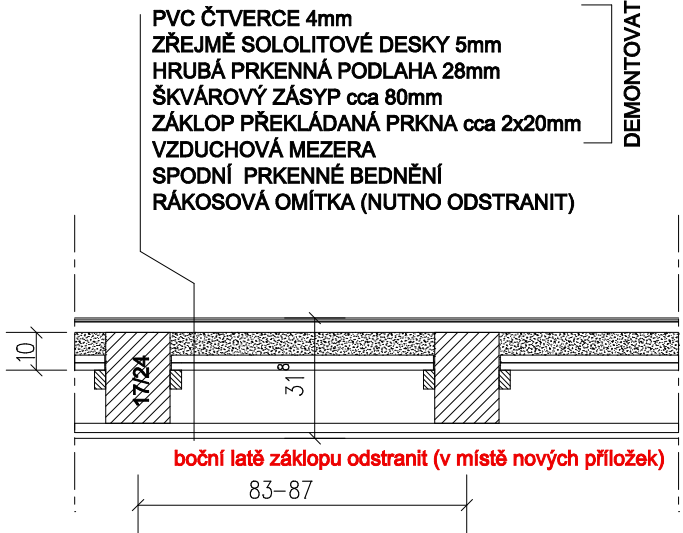 PVC ČTVERCE 4mm
ZŘEJMĚ SOLOLITOVÉ DESKY 5mm
HRUBÁ PRKENNÁ PODLAHA 28mm
ŠKVÁROVÝ ZÁSYP cca 80mm
ZÁKLOP PŘEKLÁDANÁ PRKNA cca 2x20mm
VZDUCHOVÁ MEZERA
SPODNÍ  PRKENNÉ BEDNĚNÍ
RÁKOSOVÁ OMÍTKA (NUTNO ODSTRANIT)
DEMONTOVAT
10
17/24
31⁸
boční latě záklopu odstranit (v místě nových příložek)
83-87